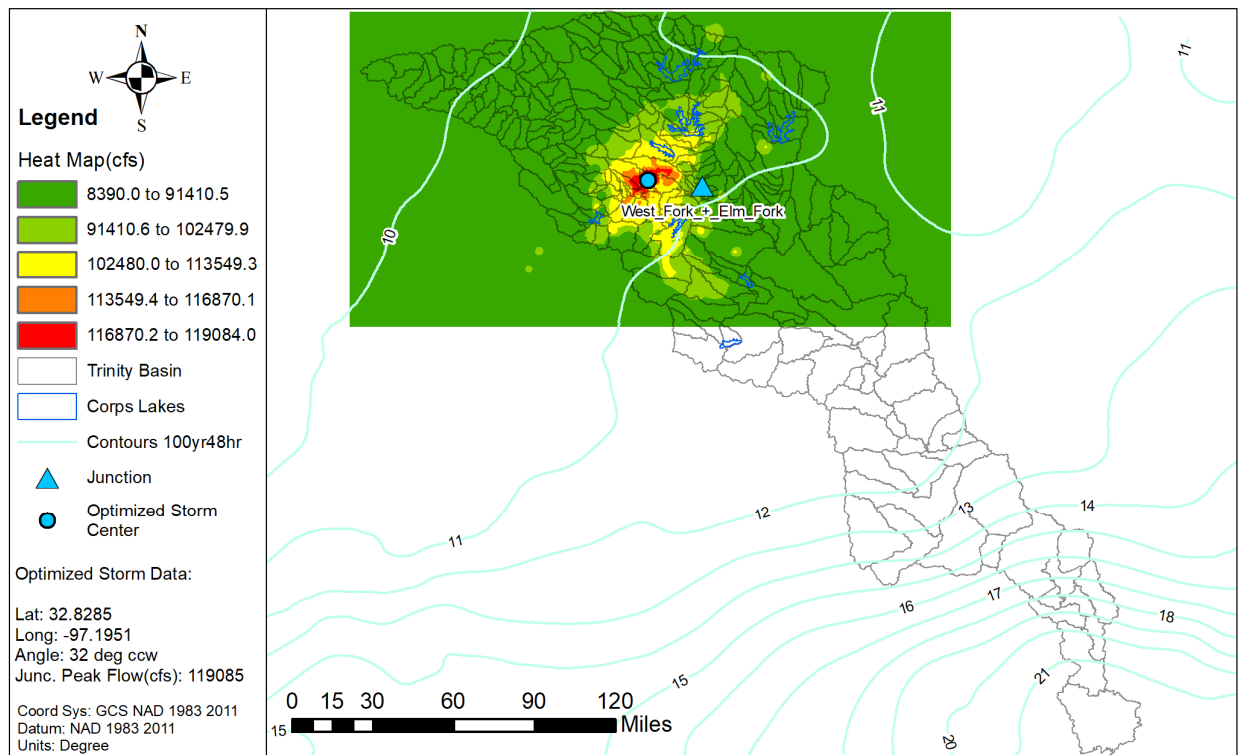 N
W
E
S
Legend
Heat Map(cfs)
8390.0 to 91410.5
91410.6 to 102479.9
102480.0 to 113549.3
113549.4 to 116870.1
116870.2 to 119084.0
Trinity Basin
Corps Lakes
Contours 100yr48hr
Junction
Optimized Storm
Center
Optimized Storm Data:
Lat: 32.8285
Long: -97.1951
Angle: 32 deg ccw
Junc. Peak Flow(cfs): 119085
Coord Sys: GCS NAD 1983 2011
Datum: NAD 1983 2011
Units: Degree
11
11
West_Fork_+_Elm_Fork
10
12
13
14
11
16
17
18
15
21
20
15
0 15 30 60 90 120
Miles